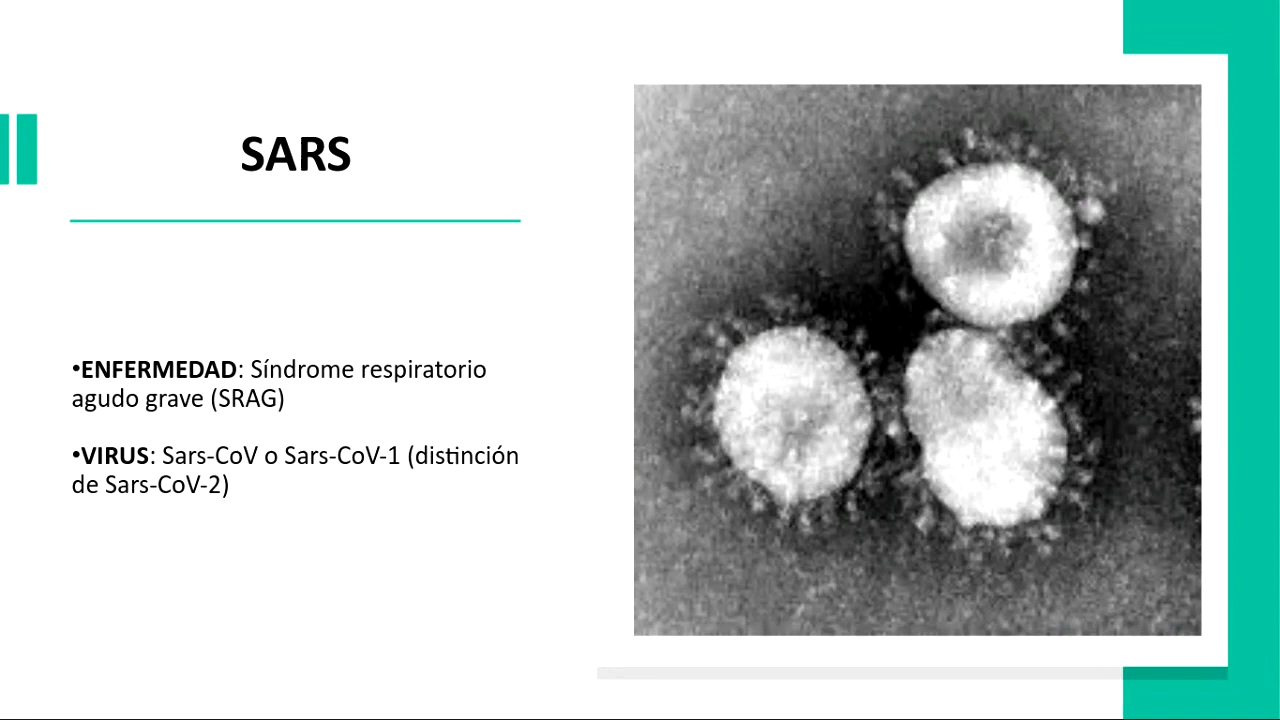 SARS
•ENFERMEDAD: Síndrome respiratorio
agudo grave (SRAG)
•VIRUS: Sars-CoV o Sars-CoV-1 (distinción
de Sars-CoV-2)